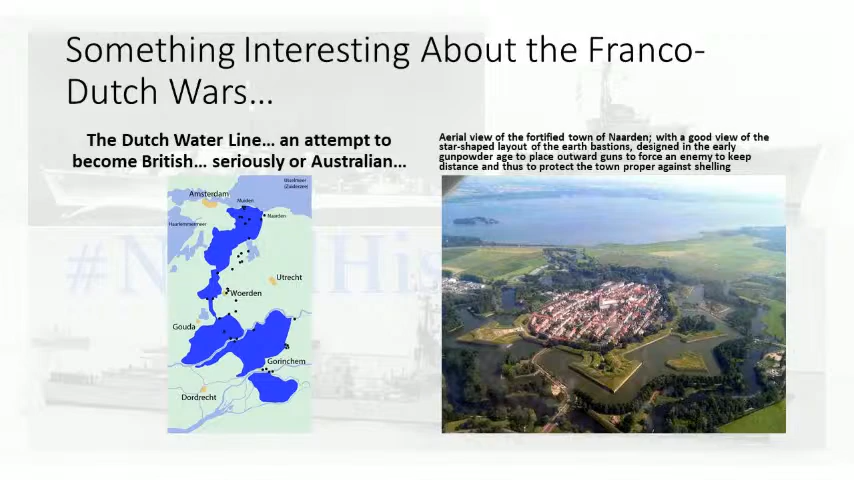 Something Interesting About the Franco-
Dutch Wars...
The Dutch Water Line... an attempt to
become British... seriously or Australian...
Aerial view of the fortified town of Naarden; with a good view of the
star-shaped layout of the earth bastions, designed in the early
gunpowder age to place outward guns to force an enemy to keep
distance and thus to protect the town proper against shelling
IJsselmeer
(Zuiderzee)
Amsterdam
Muiden
Naarden
Haarlemmermeer
Utrecht
Woerden
Gouda
Gorinchem
Dordrecht